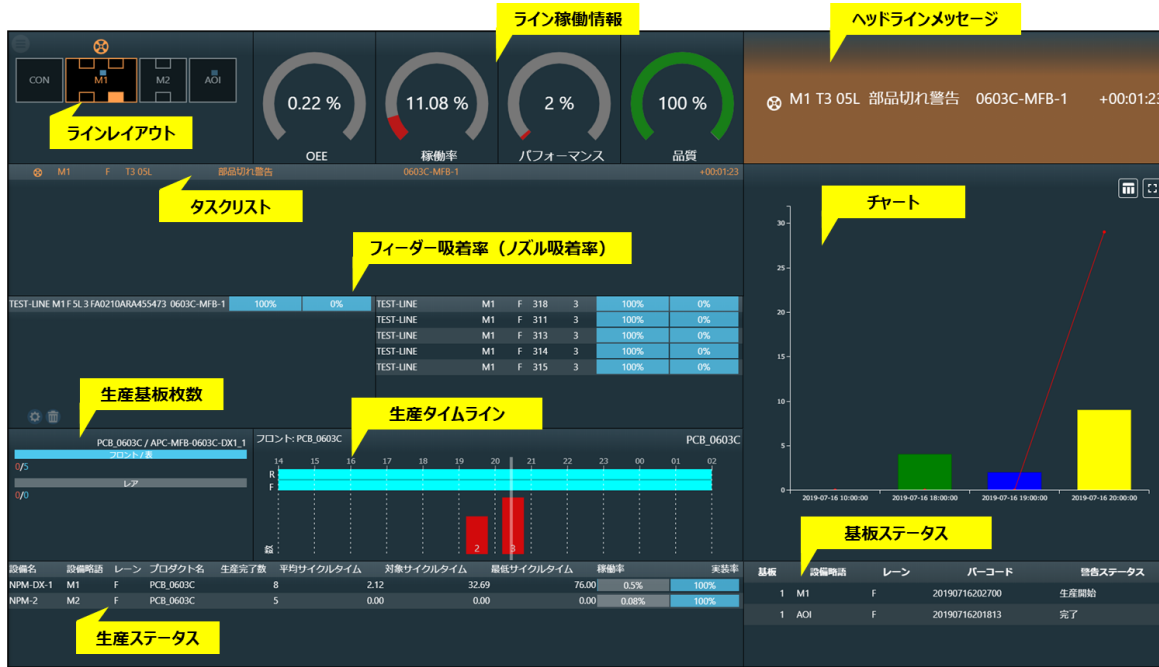 ライン稼働情報
ヘッドラインメッセージ
CON M1 M2 AOI
ラインレイアウト
0.22 %
OEE
11.08 %
稼働率
2 %
パフォーマンス
100 %
品質
M1 T3 05L 部品切れ警告 0603C-MFB-1 +00:01:23
M1 F T3 05L 部品切れ警告 0603C-MFB-1 +00:01:23
タスクリスト
チャート
フィーダー吸着率（ノズル吸着率）
TEST-LINE M1 F 5L 3 FA0210ARA455473 0603C-MFB-1 100% 0%
TEST-LINE M1 F 318 3 100% 0%
TEST-LINE M1 F 311 3 100% 0%
TEST-LINE M1 F 313 3 100% 0%
TEST-LINE M1 F 314 3 100% 0%
TEST-LINE M1 F 315 3 100% 0%
30
25
20
15
10
5
0
2019-07-16 10:00:00 2019-07-16 18:00:00 2019-07-16 19:00:00 2019-07-16 20:00:00
生産基板枚数
PCB_0603C / APC-MFB-0603C-DX1_1
フロント / 表
0/5
レア
0/0
生産タイムライン
フロント: PCB_0603C PCB_0603C
14 15 16 17 18 19 20 21 22 23 00 01 02
R
F
2 3
設備名 設備略語 レーン プロダクト名 生産完了数 平均サイクルタイム 対象サイクルタイム 最低サイクルタイム 稼働率 実装率
NPM-DX-1 M1 F PCB_0603C 8 2.12 32.69 76.00 0.5% 100%
NPM-2 M2 F PCB_0603C 5 0.00 0.00 0.00 0.08% 100%
生産ステータス
基板ステータス
基板 設備略語 レーン バーコード 警告ステータス
1 M1 F 20190716202700 生産開始
1 AOI F 20190716201813 完了